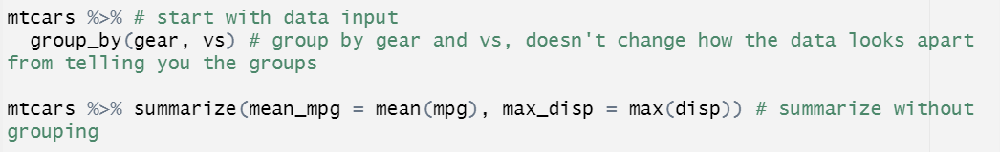 mtcars %>% # start with data input
  group_by(gear, vs) # group by gear and vs, doesn't change how the data looks apart
from telling you the groups
mtcars %>% summarize(mean_mpg = mean(mpg), max_disp = max(disp)) # summarize without
grouping